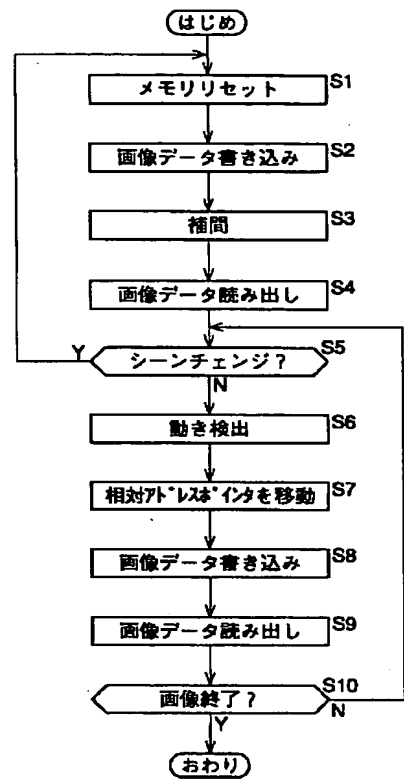 はじめ
メモリリセット S1
画像データ書き込み S2
補間 S3
画像データ読み出し S4
Y シーンチェンジ？ S5
N
動き検出 S6
相対ｱﾄﾞﾚｽﾎﾟｲﾝﾀを移動 S7
画像データ書き込み S8
画像データ読み出し S9
画像終了？ S10
Y N
おわり